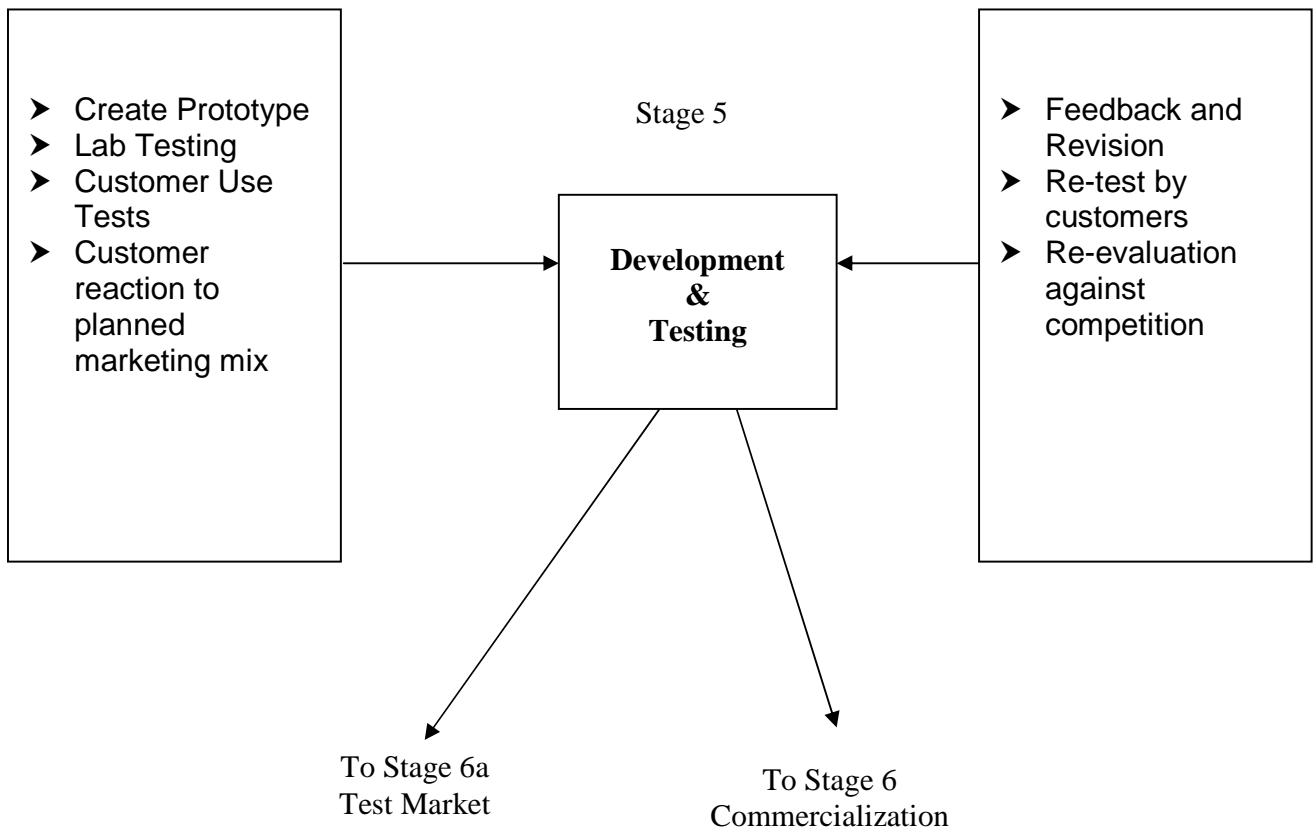 ➤ Create Prototype
➤ Lab Testing
➤ Customer Use
Tests
➤ Customer
reaction to
planned
marketing mix
Stage 5
Development
&
Testing
➤ Feedback and
Revision
➤ Re-test by
customers
➤ Re-evaluation
against
competition
To Stage 6a
Test Market
To Stage 6
Commercialization